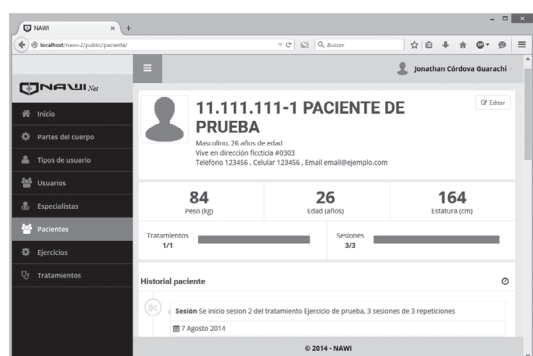 NAWI
localhost/nawi-2/public/paciente/
Buscar
Jonathan Córdova Guarachi
NAWI.Net
Inicio
Partes del cuerpo
Tipos de usuario
Usuarios
Especialistas
Pacientes
Ejercicios
Tratamientos
11.111.111-1 PACIENTE DE
PRUEBA
Editar
Masculino, 26 años de edad
Vive en dirección ficcticia #0303
Telefono 123456 , Celular 123456 , Email email@ejemplo.com
84
Peso (kg)
26
Edad (años)
164
Estatura (cm)
Tratamientos
1/1
Sesiones
3/3
Historial paciente
Sesión Se inicio sesion 2 del tratamiento Ejercicio de prueba, 3 sesiones de 3 repeticiones
7 Agosto 2014
© 2014 - NAWI